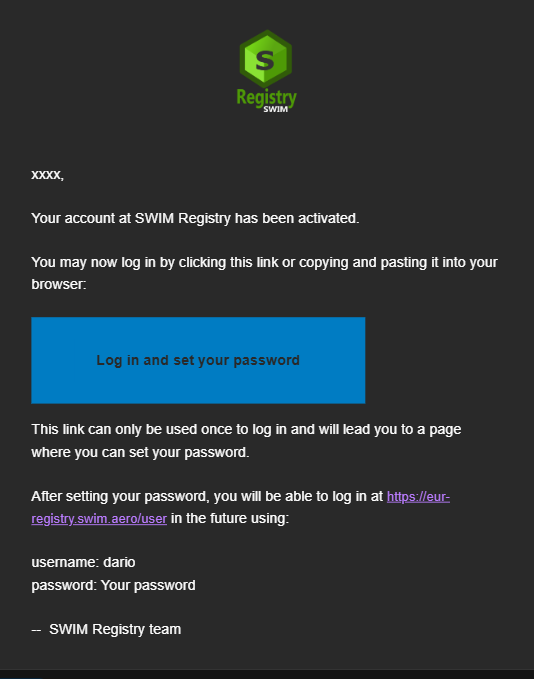 S
Registry
SWIM
xxxx,
Your account at SWIM Registry has been activated.
You may now log in by clicking this link or copying and pasting it into your
browser:
Log in and set your password
This link can only be used once to log in and will lead you to a page
where you can set your password.
After setting your password, you will be able to log in at https://eur-
registry.swim.aero/user in the future using:
username: dario
password: Your password
-- SWIM Registry team